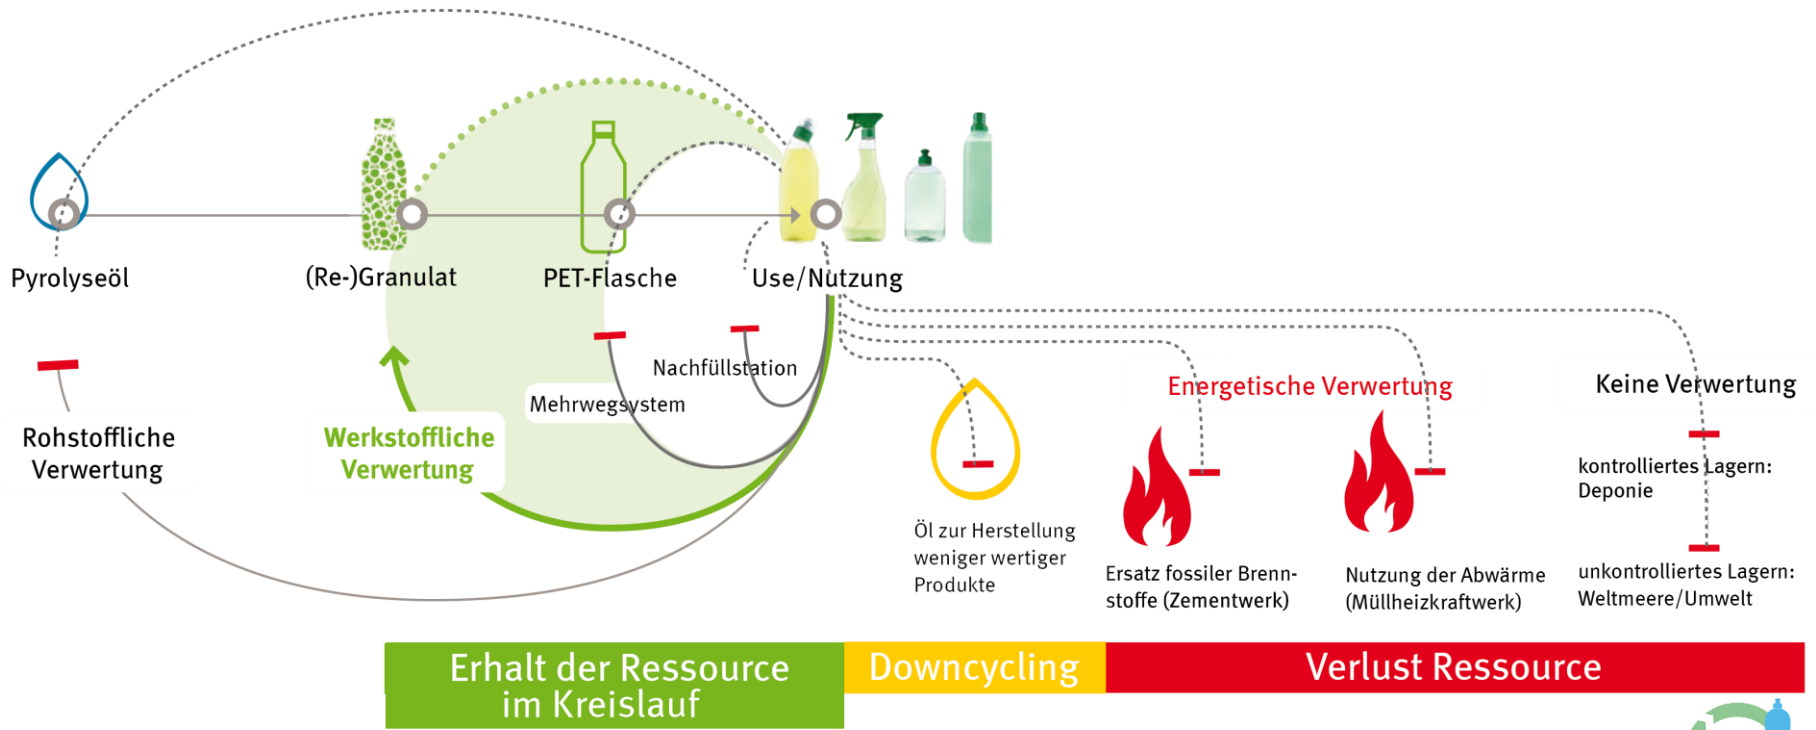 Pyrolyseöl
(Re-)Granulat
PET-Flasche
Use/Nutzung
Nachfüllstation
Mehrwegsystem
Rohstoffliche
Verwertung
Werkstoffliche
Verwertung
Energetische Verwertung
Keine Verwertung
kontrolliertes Lagern:
Deponie
Öl zur Herstellung
weniger wertiger
Produkte
Ersatz fossiler Brenn-
stoffe (Zementwerk)
Nutzung der Abwärme
(Müllheizkraftwerk)
unkontrolliertes Lagern:
Weltmeere/Umwelt
Erhalt der Ressource
im Kreislauf
Downcycling
Verlust Ressource